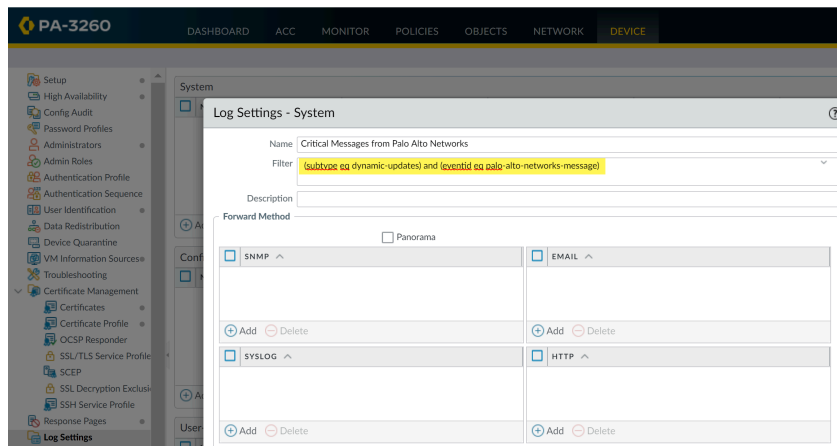 PA-3260
DASHBOARD ACC MONITOR POLICIES OBJECTS NETWORK DEVICE
Setup
High Availability
Config Audit
Password Profiles
Administrators
Admin Roles
Authentication Profile
Authentication Sequence
User Identification
Data Redistribution
Device Quarantine
VM Information Sources
Troubleshooting
Certificate Management
Certificates
Certificate Profile
OCSP Responder
SSL/TLS Service Profile
SCEP
SSL Decryption Exclusi
SSH Service Profile
Response Pages
Log Settings
System
Conf
User-
Log Settings - System
Name Critical Messages from Palo Alto Networks
Filter (subtype eq dynamic-updates) and (eventid eq palo-alto-networks-message)
Description
Forward Method
Panorama
SNMP
EMAIL
Add Delete
Add Delete
SYSLOG
HTTP
Add Delete
Add Delete